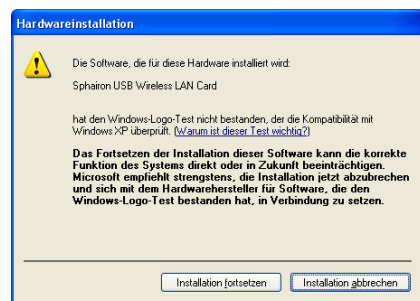 Hardwareinstallation
Die Software, die für diese Hardware installiert wird:
Sphairon USB Wireless LAN Card
hat den Windows-Logo-Test nicht bestanden, der die Kompatibilität mit
Windows XP überprüft. (Warum ist dieser Test wichtig?)
Das Fortsetzen der Installation dieser Software kann die korrekte
Funktion des Systems direkt oder in Zukunft beeinträchtigen.
Microsoft empfiehlt strengstens, die Installation jetzt abzubrechen
und sich mit dem Hardwarehersteller für Software, die den
Windows-Logo-Test bestanden hat, in Verbindung zu setzen.
Installation fortsetzen
Installation abbrechen